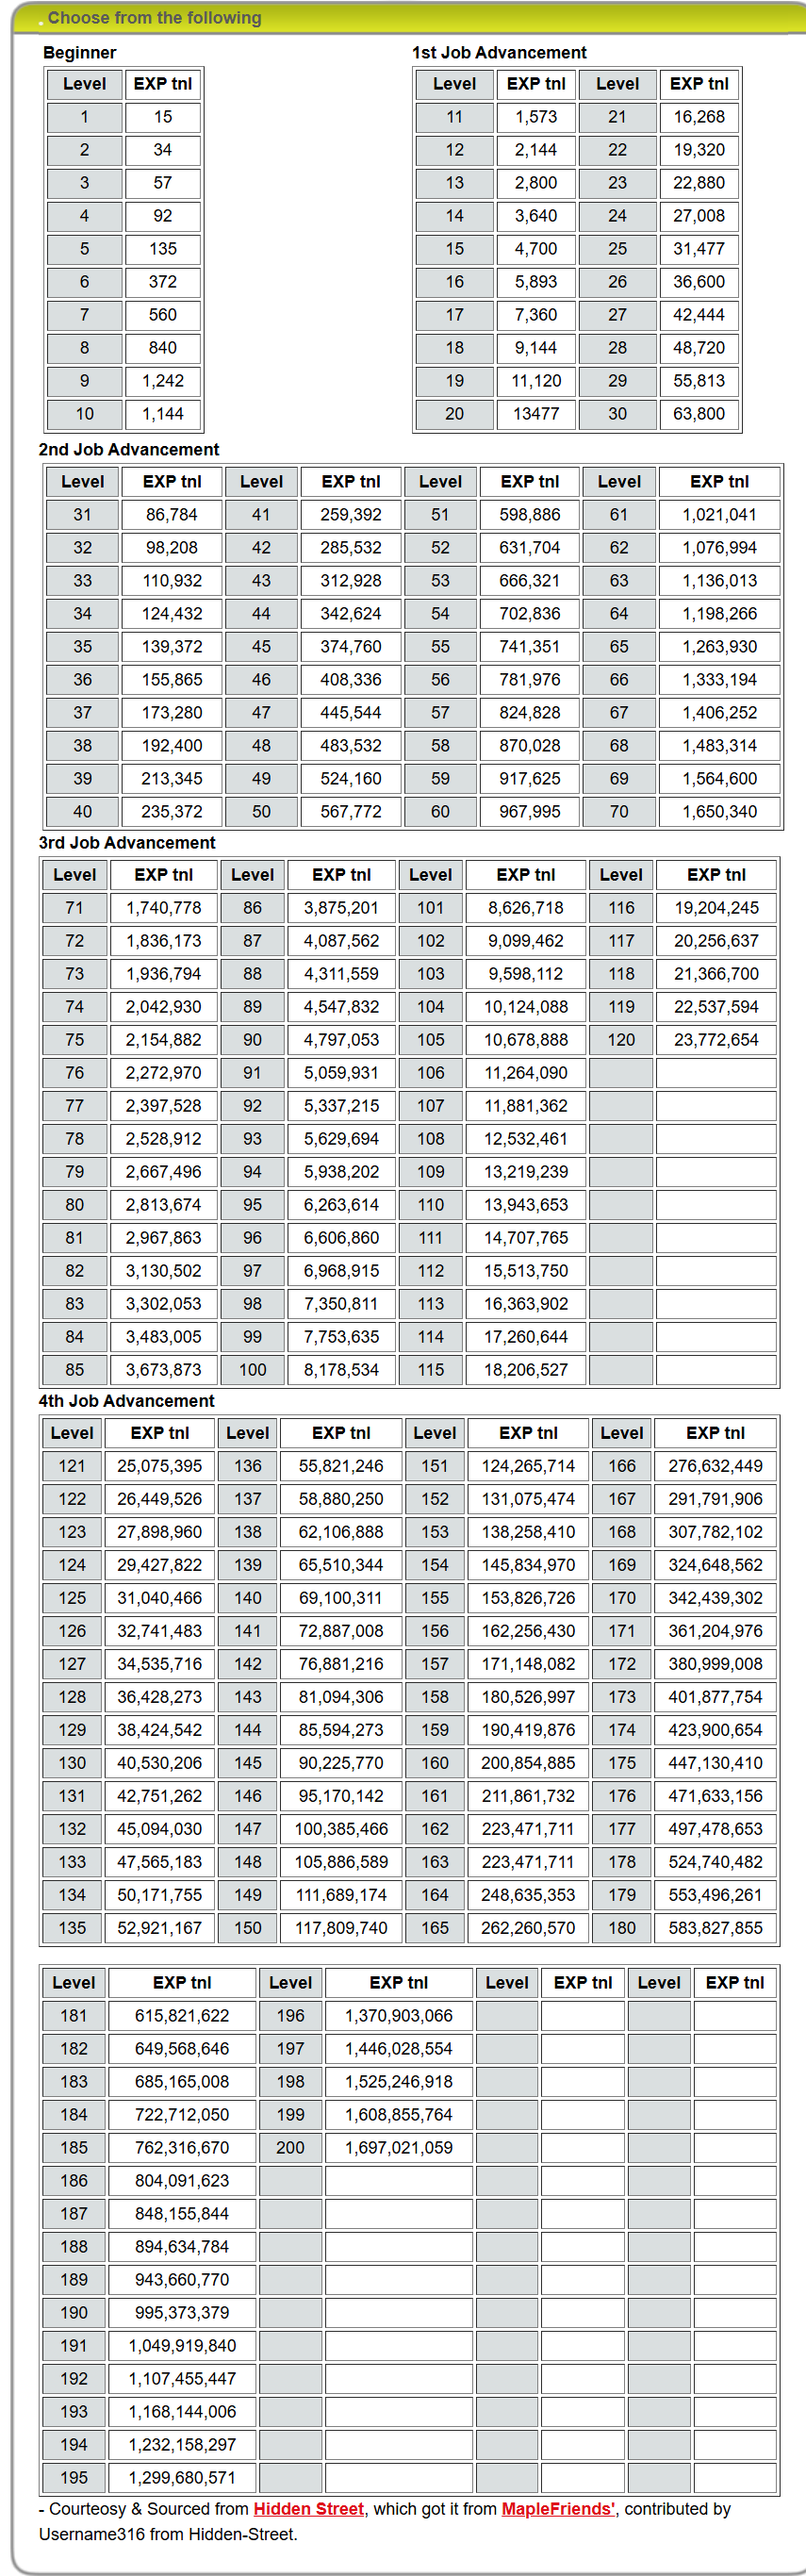 . Choose from the following
Beginner
Level EXP tnl
1 15
2 34
3 57
4 92
5 135
6 372
7 560
8 840
9 1,242
10 1,144
1st Job Advancement
Level EXP tnl Level EXP tnl
11 1,573 21 16,268
12 2,144 22 19,320
13 2,800 23 22,880
14 3,640 24 27,008
15 4,700 25 31,477
16 5,893 26 36,600
17 7,360 27 42,444
18 9,144 28 48,720
19 11,120 29 55,813
20 13477 30 63,800
2nd Job Advancement
Level EXP tnl Level EXP tnl Level EXP tnl Level EXP tnl
31 86,784 41 259,392 51 598,886 61 1,021,041
32 98,208 42 285,532 52 631,704 62 1,076,994
33 110,932 43 312,928 53 666,321 63 1,136,013
34 124,432 44 342,624 54 702,836 64 1,198,266
35 139,372 45 374,760 55 741,351 65 1,263,930
36 155,865 46 408,336 56 781,976 66 1,333,194
37 173,280 47 445,544 57 824,828 67 1,406,252
38 192,400 48 483,532 58 870,028 68 1,483,314
39 213,345 49 524,160 59 917,625 69 1,564,600
40 235,372 50 567,772 60 967,995 70 1,650,340
3rd Job Advancement
Level EXP tnl Level EXP tnl Level EXP tnl Level EXP tnl
71 1,740,778 86 3,875,201 101 8,626,718 116 19,204,245
72 1,836,173 87 4,087,562 102 9,099,462 117 20,256,637
73 1,936,794 88 4,311,559 103 9,598,112 118 21,366,700
74 2,042,930 89 4,547,832 104 10,124,088 119 22,537,594
75 2,154,882 90 4,797,053 105 10,678,888 120 23,772,654
76 2,272,970 91 5,059,931 106 11,264,090
77 2,397,528 92 5,337,215 107 11,881,362
78 2,528,912 93 5,629,694 108 12,532,461
79 2,667,496 94 5,938,202 109 13,219,239
80 2,813,674 95 6,263,614 110 13,943,653
81 2,967,863 96 6,606,860 111 14,707,765
82 3,130,502 97 6,968,915 112 15,513,750
83 3,302,053 98 7,350,811 113 16,363,902
84 3,483,005 99 7,753,635 114 17,260,644
85 3,673,873 100 8,178,534 115 18,206,527
4th Job Advancement
Level EXP tnl Level EXP tnl Level EXP tnl Level EXP tnl
121 25,075,395 136 55,821,246 151 124,265,714 166 276,632,449
122 26,449,526 137 58,880,250 152 131,075,474 167 291,791,906
123 27,898,960 138 62,106,888 153 138,258,410 168 307,782,102
124 29,427,822 139 65,510,344 154 145,834,970 169 324,648,562
125 31,040,466 140 69,100,311 155 153,826,726 170 342,439,302
126 32,741,483 141 72,887,008 156 162,256,430 171 361,204,976
127 34,535,716 142 76,881,216 157 171,148,082 172 380,999,008
128 36,428,273 143 81,094,306 158 180,526,997 173 401,877,754
129 38,424,542 144 85,594,273 159 190,419,876 174 423,900,654
130 40,530,206 145 90,225,770 160 200,854,885 175 447,130,410
131 42,751,262 146 95,170,142 161 211,861,732 176 471,633,156
132 45,094,030 147 100,385,466 162 223,471,711 177 497,478,653
133 47,565,183 148 105,886,589 163 223,471,711 178 524,740,482
134 50,171,755 149 111,689,174 164 248,635,353 179 553,496,261
135 52,921,167 150 117,809,740 165 262,260,570 180 583,827,855
Level EXP tnl Level EXP tnl Level EXP tnl Level EXP tnl
181 615,821,622 196 1,370,903,066
182 649,568,646 197 1,446,028,554
183 685,165,008 198 1,525,246,918
184 722,712,050 199 1,608,855,764
185 762,316,670 200 1,697,021,059
186 804,091,623
187 848,155,844
188 894,634,784
189 943,660,770
190 995,373,379
191 1,049,919,840
192 1,107,455,447
193 1,168,144,006
194 1,232,158,297
195 1,299,680,571
- Courteosy & Sourced from Hidden Street, which got it from MapleFriends', contributed by
Username316 from Hidden-Street.